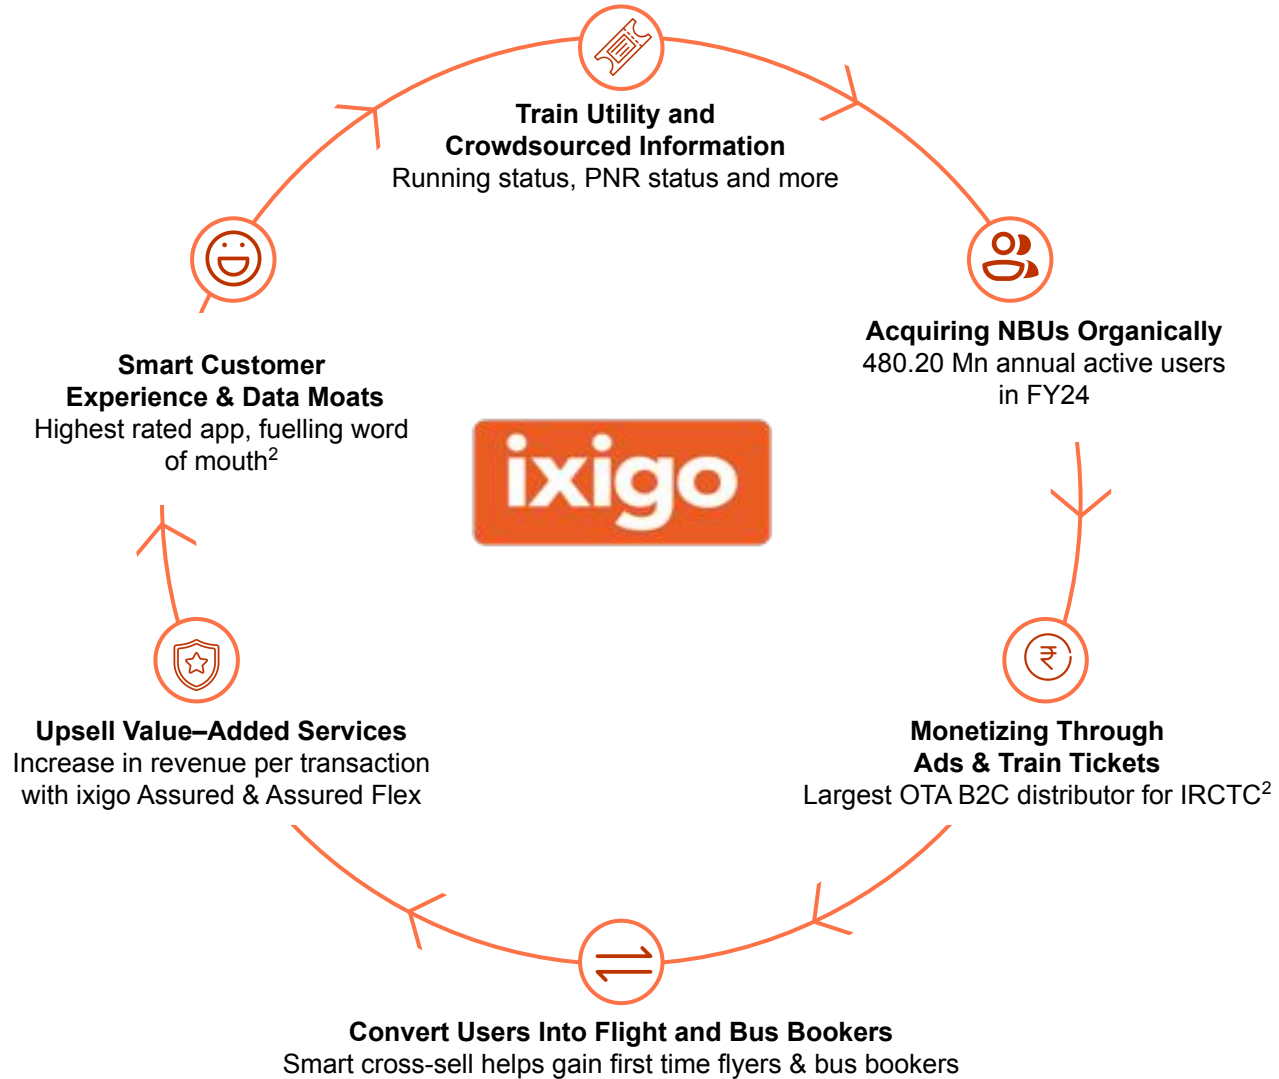 Train Utility and
Crowdsourced Information
Running status, PNR status and more
Acquiring NBUs Organically
480.20 Mn annual active users
in FY24
Monetizing Through
Ads & Train Tickets
Largest OTA B2C distributor for IRCTC²
Convert Users Into Flight and Bus Bookers
Smart cross-sell helps gain first time flyers & bus bookers
Upsell Value–Added Services
Increase in revenue per transaction
with ixigo Assured & Assured Flex
Smart Customer
Experience & Data Moats
Highest rated app, fuelling word
of mouth²
ixigo
₹